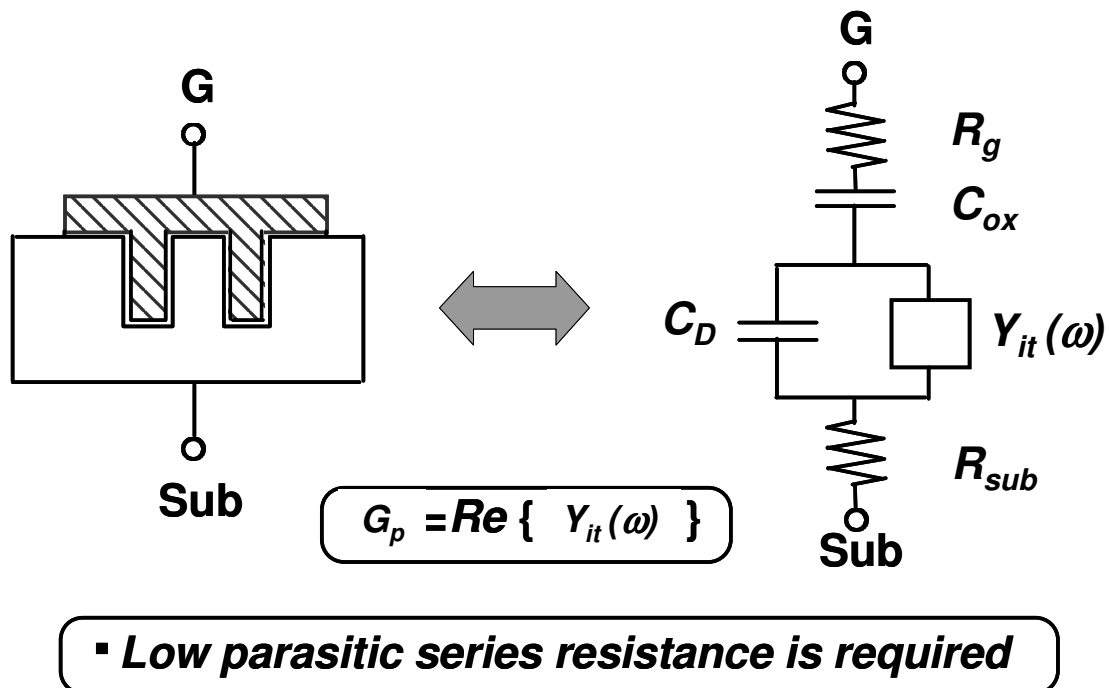 G
Sub
G
R_g
C_ox
C_D
Y_it (ω)
R_sub
Sub
G_p = Re { Y_it (ω) }
▪ Low parasitic series resistance is required